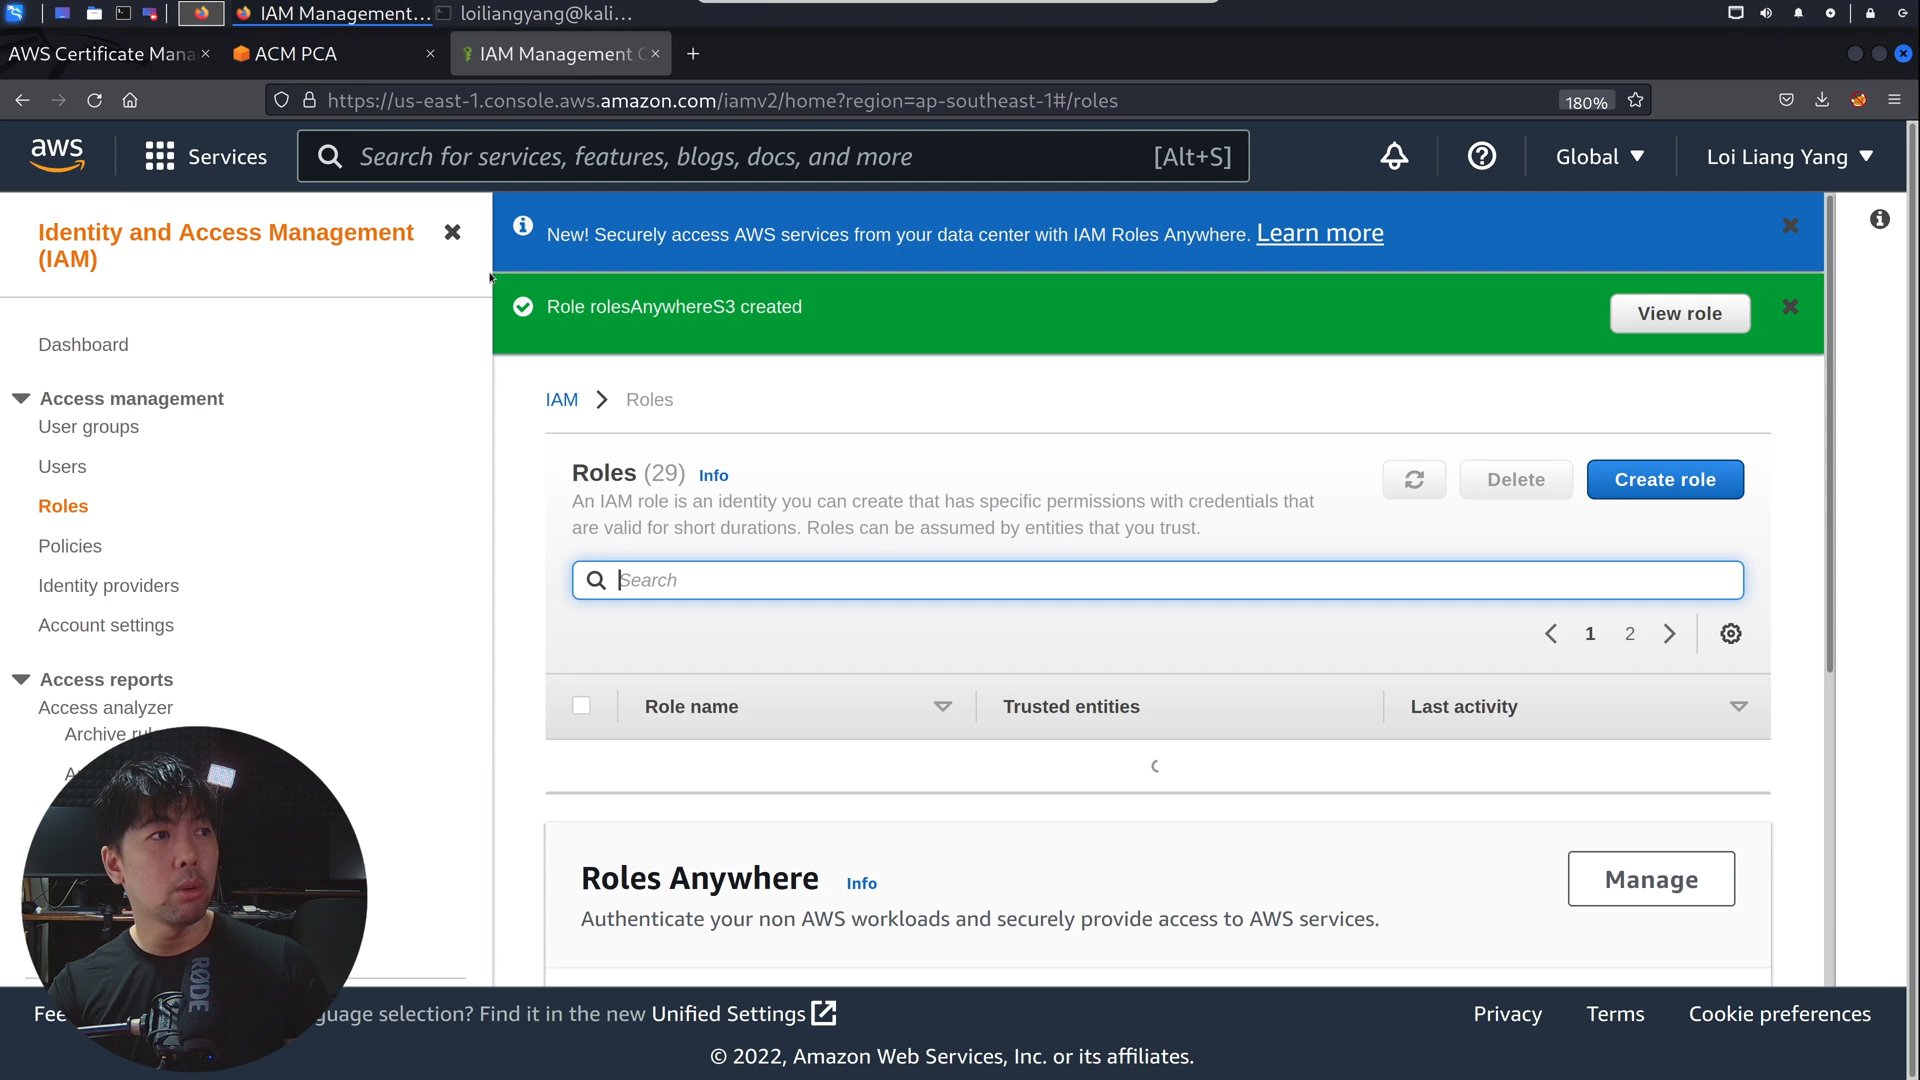 IAM Management...
loiliangyang@kali...
AWS Certificate Mana
ACM PCA
IAM Management
https://us-east-1.console.aws.amazon.com/iamv2/home?region=ap-southeast-1#/roles
180%
aws
Services
Search for services, features, blogs, docs, and more
[Alt+S]
Global
Loi Liang Yang
Identity and Access Management
(IAM)
New! Securely access AWS services from your data center with IAM Roles Anywhere. Learn more
Role rolesAnywhereS3 created
View role
Dashboard
Access management
User groups
Users
Roles
Policies
Identity providers
Account settings
Access reports
Access analyzer
Archive
IAM > Roles
Roles (29) Info
An IAM role is an identity you can create that has specific permissions with credentials that
are valid for short durations. Roles can be assumed by entities that you trust.
Delete
Create role
Search
1
2
Role name
Trusted entities
Last activity
Roles Anywhere Info
Authenticate your non AWS workloads and securely provide access to AWS services.
Manage
RØDE
selection? Find it in the new Unified Settings
Privacy
Terms
Cookie preferences
© 2022, Amazon Web Services, Inc. or its affiliates.